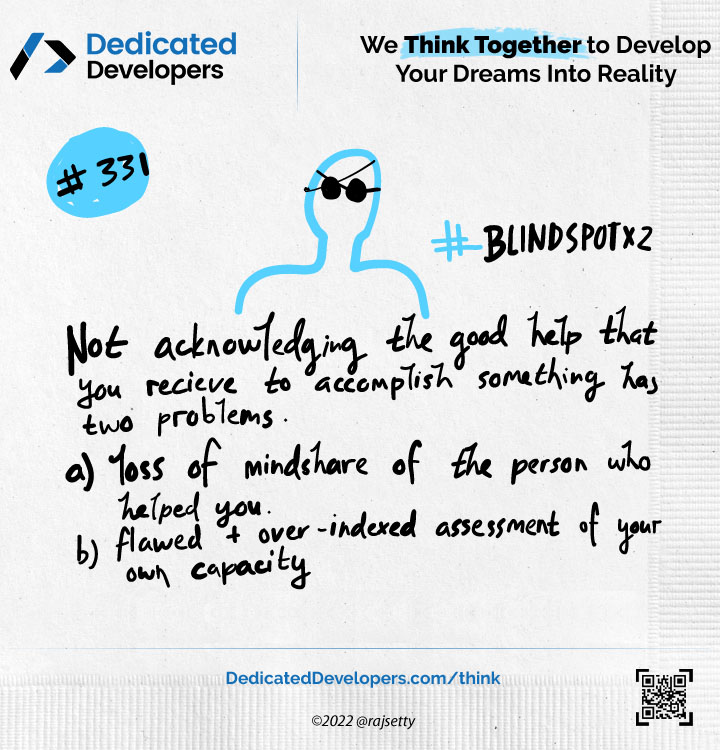 Dedicated
Developers
We Think Together to Develop
Your Dreams Into Reality
# 331
# BLINDSPOTX2
Not acknowledging the good help that
you recieve to accomplish something has
two problems.
a) loss of mindshare of the person who
helped you.
b) flawed + over-indexed assessment of your
own capacity
DedicatedDevelopers.com/think
©2022 @rajsetty